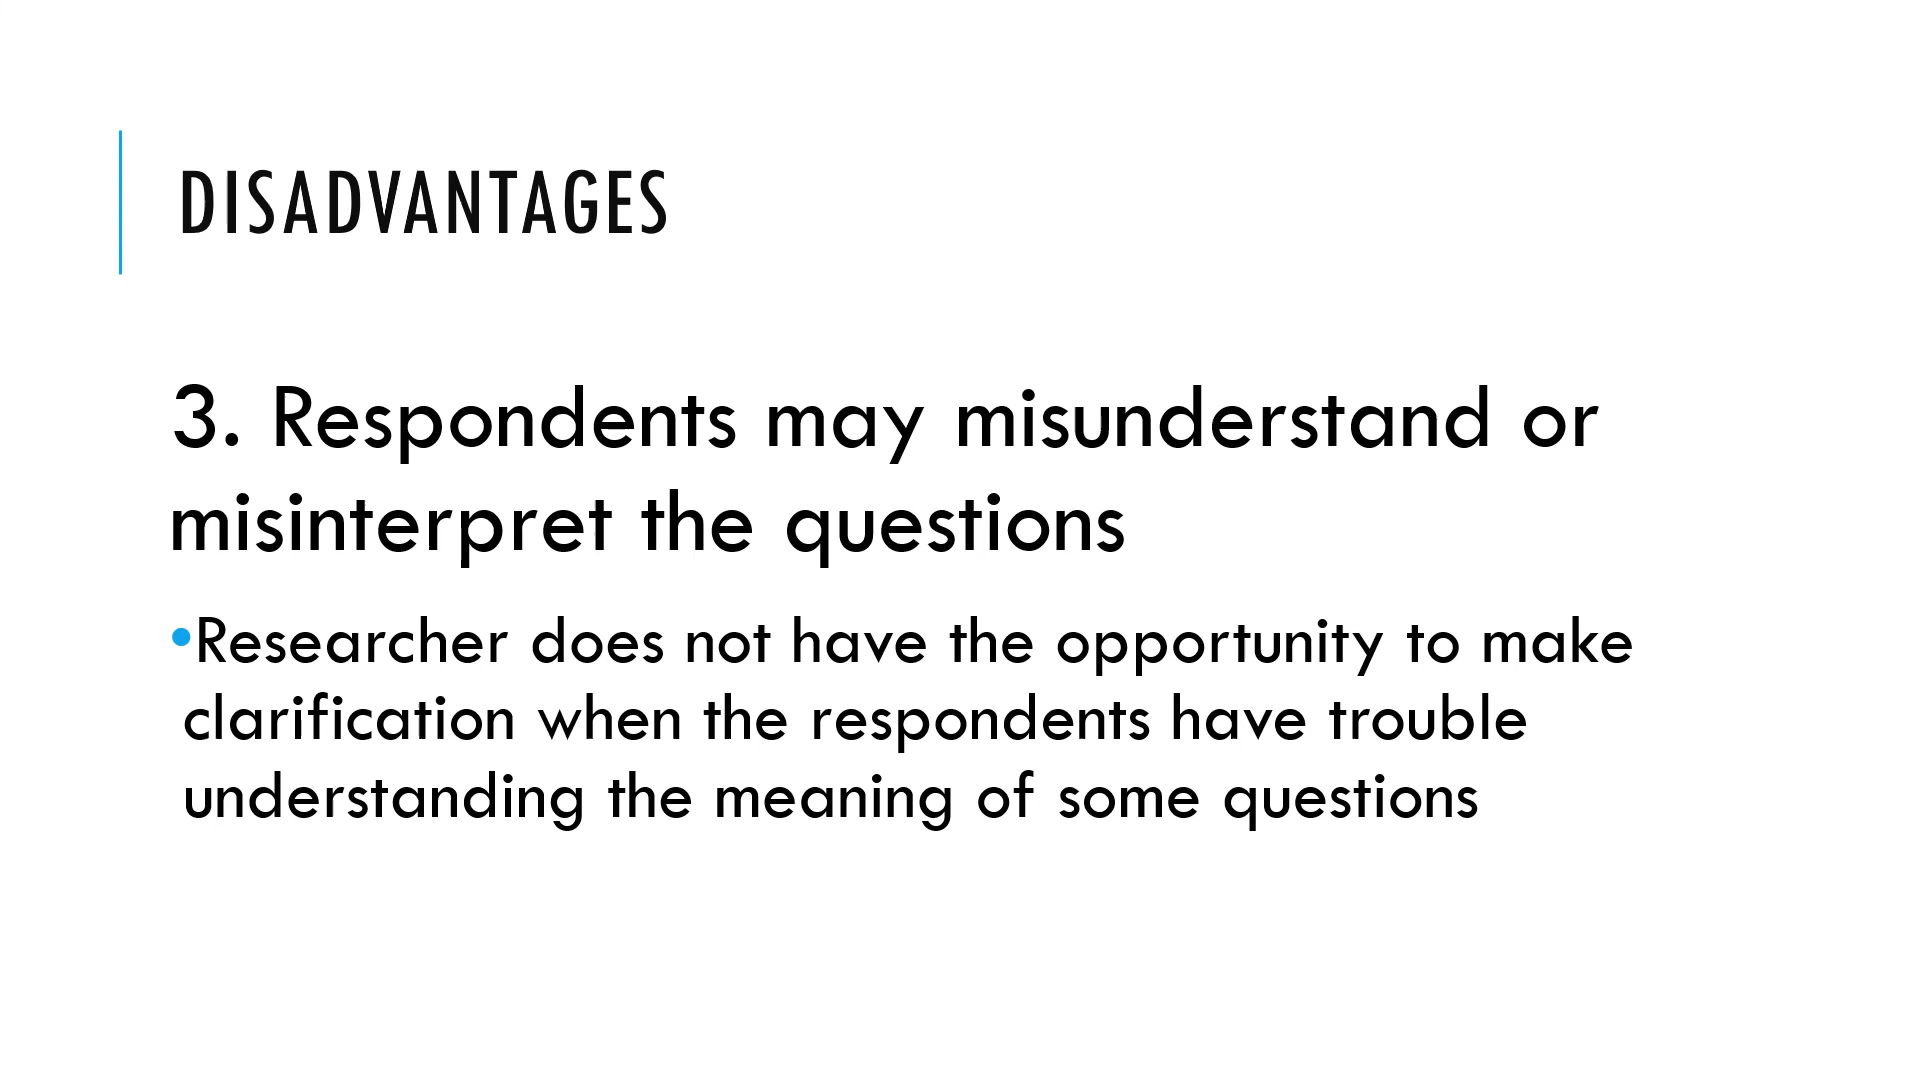 DISADVANTAGES
3. Respondents may misunderstand or
misinterpret the questions
•Researcher does not have the opportunity to make
clarification when the respondents have trouble
understanding the meaning of some questions